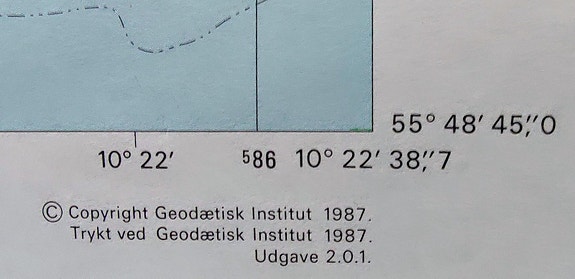 55° 48′ 45,″0
10° 22′ 586 10° 22′ 38,″7
© Copyright Geodætisk Institut 1987.
Trykt ved Geodætisk Institut 1987.
Udgave 2.0.1.